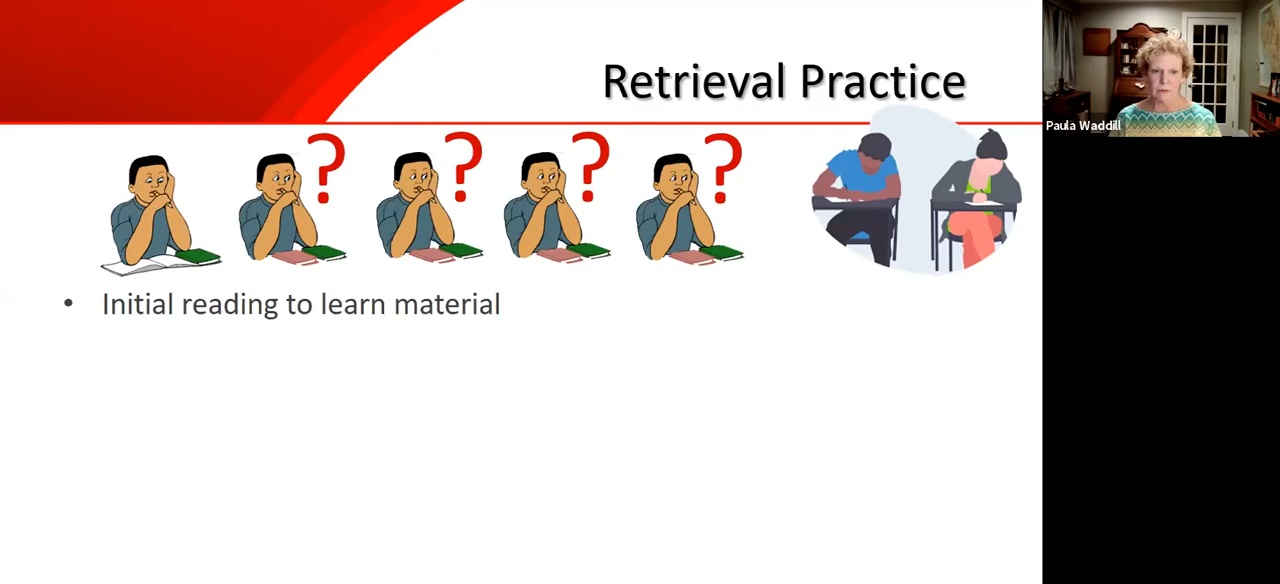 Retrieval Practice
Paula Waddill
? ? ? ?
• Initial reading to learn material